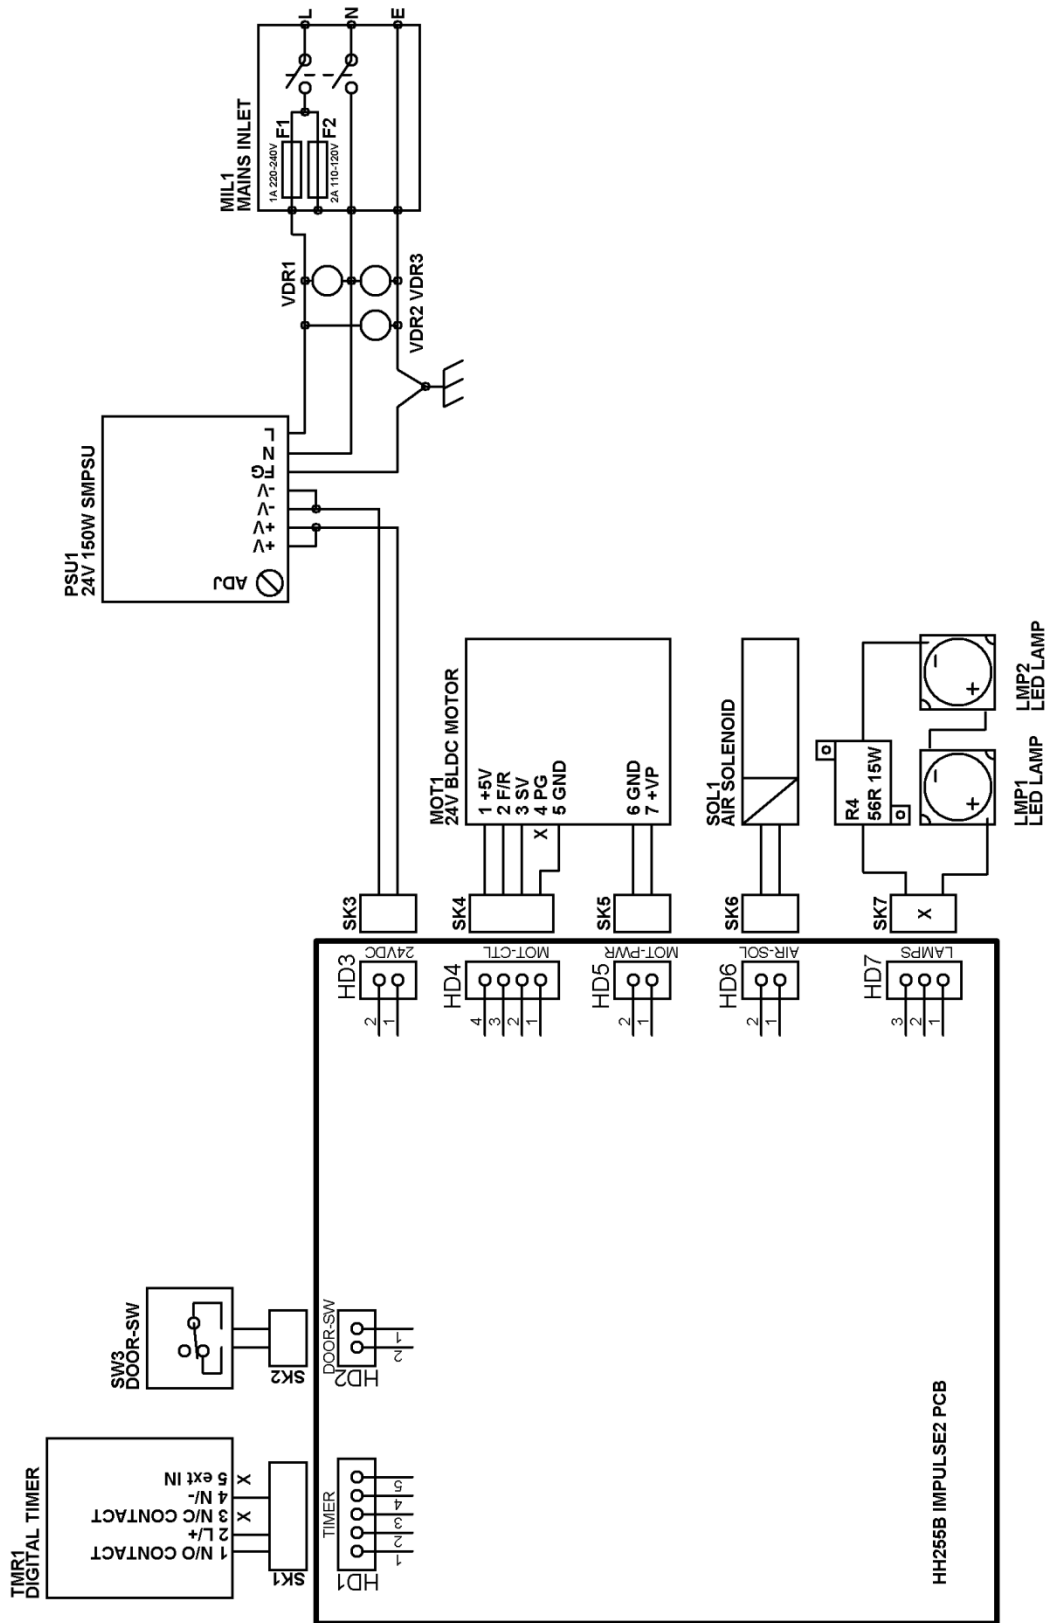 L
N
E
MIL1
MAINS INLET
1A 220-240V
F1
F2
2A 110-120V
VDR1
VDR2 VDR3
PSU1
24V 150W SMPSU
L
N
FG
-V
-V
+V
+V
ADJ
MOT1
24V BLDC MOTOR
1 +5V
2 F/R
3 SV
4 PG
5 GND
X
6 GND
7 +VP
SOL1
AIR SOLENOID
R4
56R 15W
LMP1
LED LAMP
-
+
LMP2
LED LAMP
-
+
SK3
SK4
SK5
SK6
SK7
X
HD3
24VDC
2
1
HD4
MOT-CTL
4
3
2
1
HD5
MOT-PWR
2
1
HD6
AIR-SOL
2
1
HD7
LAMPS
3
2
1
SW3
DOOR-SW
SK2
DOOR-SW
HD2
1
2
TMR1
DIGITAL TIMER
5 ext IN
4 N/-
3 N/C CONTACT
2 L/+
1 N/O CONTACT
X
X
SK1
TIMER
HD1
5
4
3
2
1
HH255B IMPULSE2 PCB